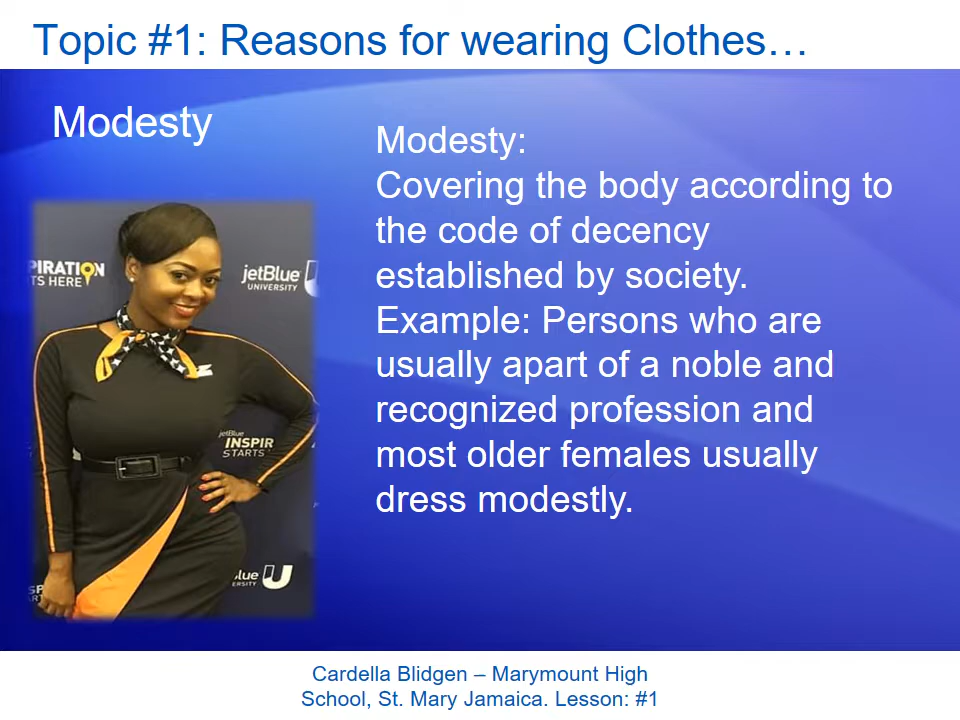 Topic #1: Reasons for wearing Clothes…
Modesty
Modesty:
Covering the body according to
the code of decency
established by society.
Example: Persons who are
usually apart of a noble and
recognized profession and
most older females usually
dress modestly.
PIRATION
TS HERE
jetBlue
UNIVERSITY
jetBlue
INSPIR
STARTS
lue
ERSITY
U
Cardella Blidgen – Marymount High
School, St. Mary Jamaica. Lesson: #1